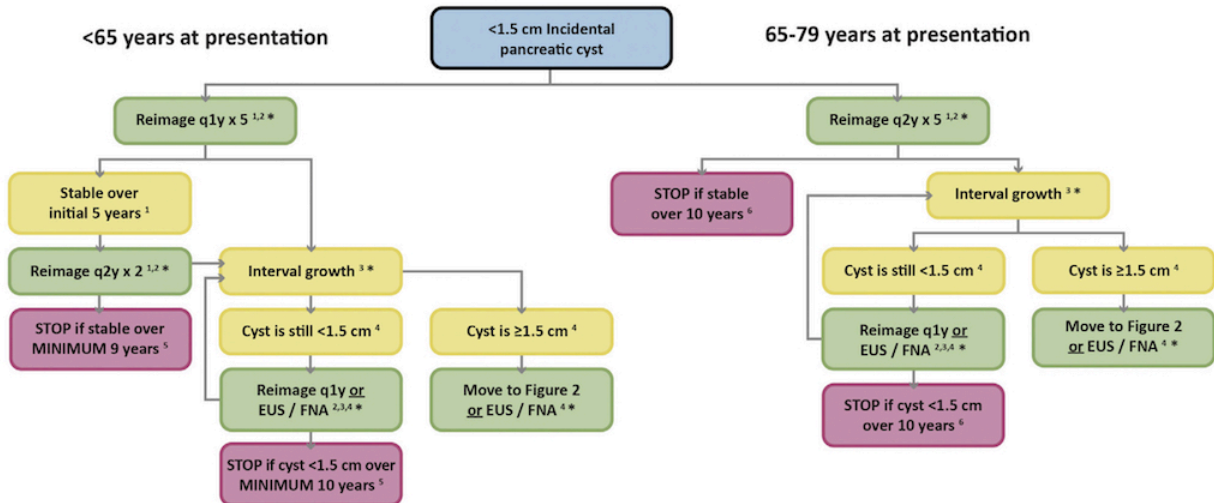 <65 years at presentation
<1.5 cm Incidental
pancreatic cyst
65-79 years at presentation
Reimage q1y x 5 1,2 *
Stable over
initial 5 years 1
Reimage q2y x 2 1,2 *
STOP if stable over
MINIMUM 9 years 5
Interval growth 3 *
Cyst is still <1.5 cm 4
Reimage q1y or
EUS / FNA 2,3,4 *
STOP if cyst <1.5 cm over
MINIMUM 10 years 5
Cyst is ≥1.5 cm 4
Move to Figure 2
or EUS / FNA 4 *
Reimage q2y x 5 1,2 *
STOP if stable
over 10 years 6
Interval growth 3 *
Cyst is still <1.5 cm 4
Reimage q1y or
EUS / FNA 2,3,4 *
STOP if cyst <1.5 cm
over 10 years 6
Cyst is ≥1.5 cm 4
Move to Figure 2
or EUS / FNA 4 *